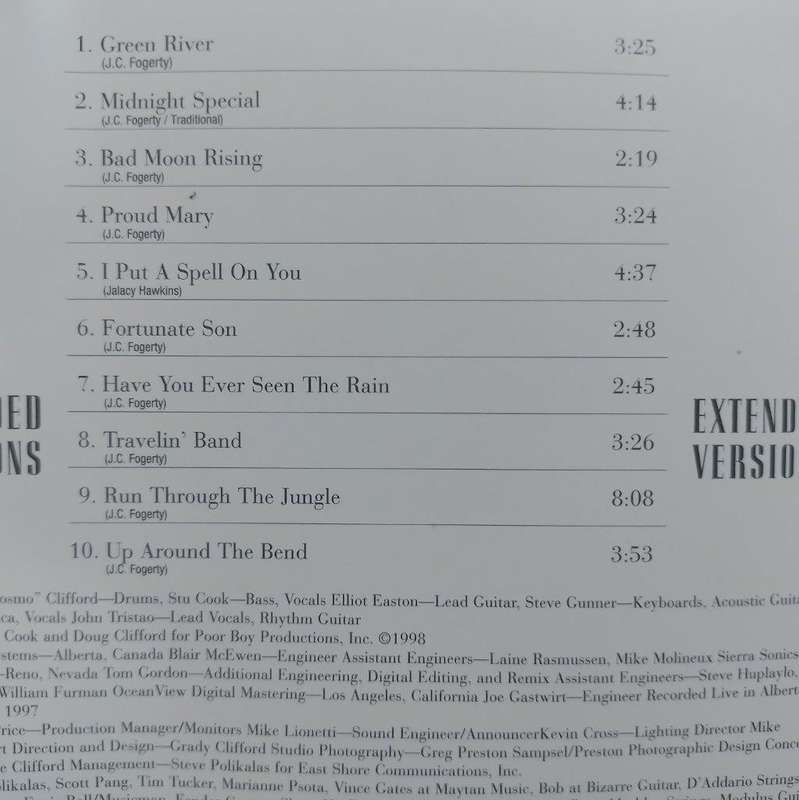 1. Green River 3:25
(J.C. Fogerty)
2. Midnight Special 4:14
(J.C. Fogerty / Traditional)
3. Bad Moon Rising 2:19
(J.C. Fogerty)
4. Proud Mary 3:24
(J.C. Fogerty)
5. I Put A Spell On You 4:37
(Jalacy Hawkins)
6. Fortunate Son 2:48
(J.C. Fogerty)
7. Have You Ever Seen The Rain 2:45
(J.C. Fogerty)
8. Travelin' Band 3:26
(J.C. Fogerty)
9. Run Through The Jungle 8:08
(J.C. Fogerty)
10. Up Around The Bend 3:53
(J.C. Fogerty)
DED
ONS
EXTEND
VERSIO
osmo" Clifford—Drums, Stu Cook—Bass, Vocals Elliot Easton—Lead Guitar, Steve Gunner—Keyboards, Acoustic Guita
ca, Vocals John Tristao—Lead Vocals, Rhythm Guitar
Cook and Doug Clifford for Poor Boy Productions, Inc. ©1998
stems—Alberta, Canada Blair McEwen—Engineer Assistant Engineers—Laine Rasmussen, Mike Molineux Sierra Sonics
-Reno, Nevada Tom Gordon—Additional Engineering, Digital Editing, and Remix Assistant Engineers—Steve Huplaylo,
William Furman OceanView Digital Mastering—Los Angeles, California Joe Gastwirt—Engineer Recorded Live in Albert
1997
rice—Production Manager/Monitors Mike Lionetti—Sound Engineer/AnnouncerKevin Cross—Lighting Director Mike
rt Direction and Design—Grady Clifford Studio Photography—Greg Preston Sampsel/Preston Photographic Design Conce
e Clifford Management—Steve Polikalas for East Shore Communications, Inc.
olikalas, Scott Pang, Tim Tucker, Marianne Psota, Vince Gates at Maytan Music, Bob at Bizarre Guitar, D'Addario Strings
Modulus Gui